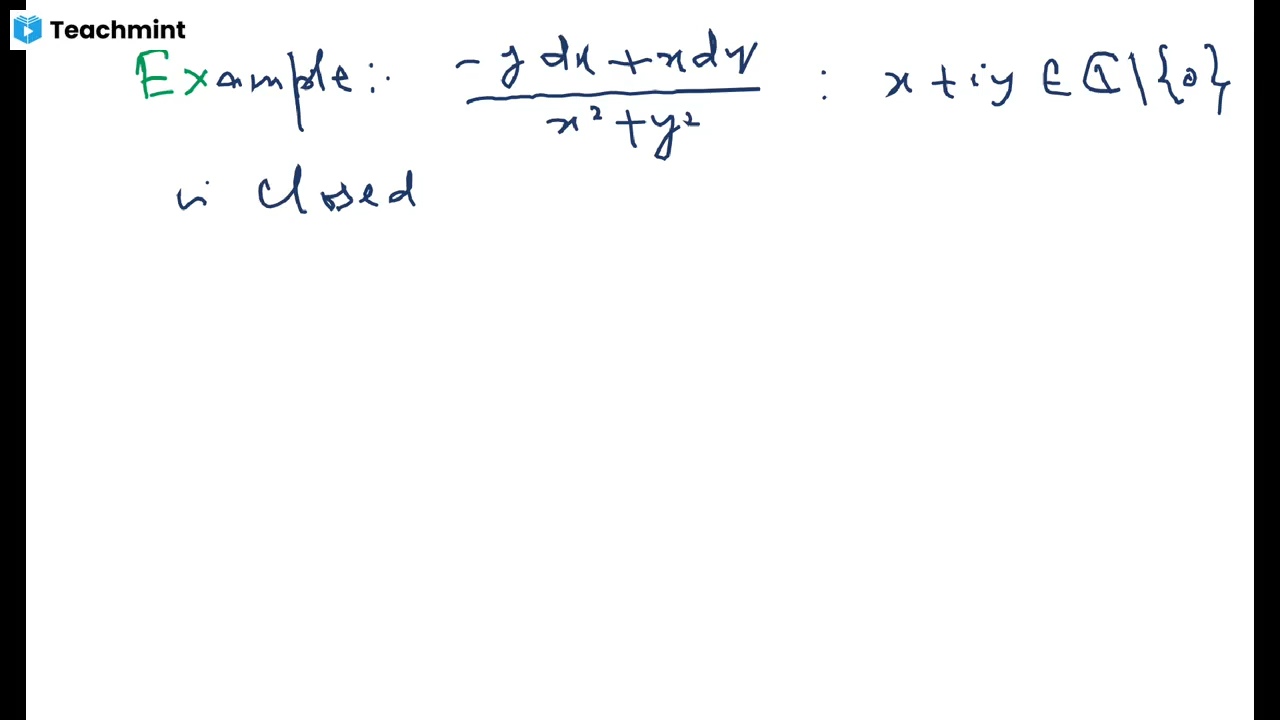 Teachmint
Example:- (-y dx + x dy) / (x² + y²) : x + iy ∈ ℂ \ {0}
is closed